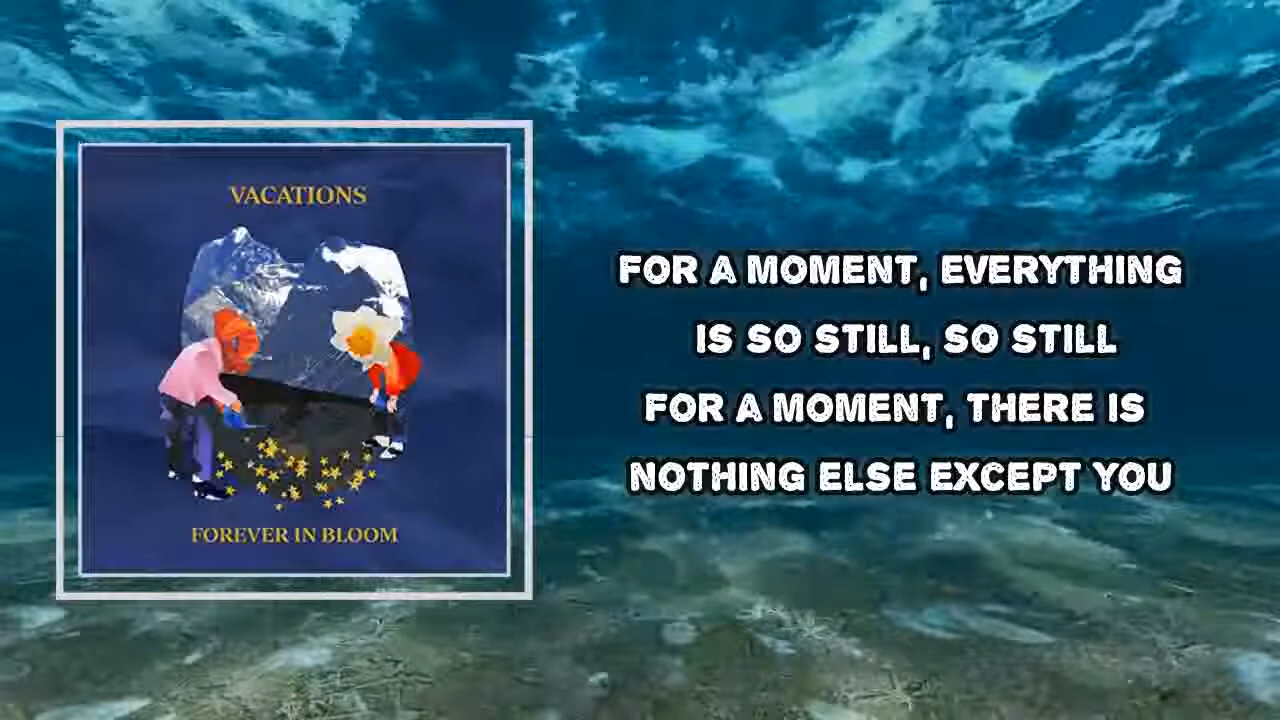 VACATIONS
FOREVER IN BLOOM
FOR A MOMENT, EVERYTHING
IS SO STILL, SO STILL
FOR A MOMENT, THERE IS
NOTHING ELSE EXCEPT YOU